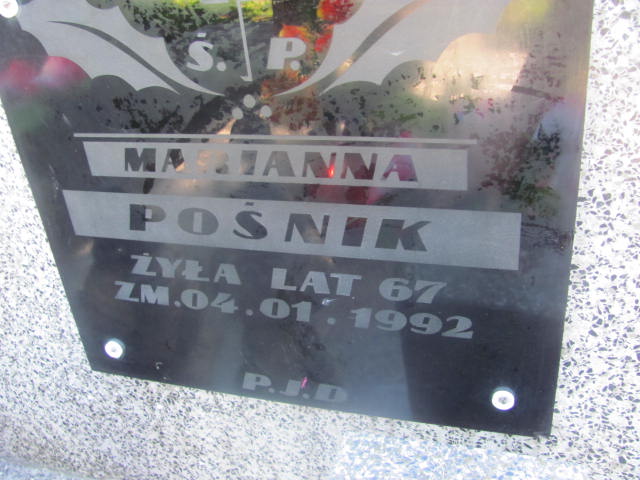 Ś. P.
MARIANNA
POŚNIK
ŻYŁA LAT 67
ZM.04.01.1992
P.J.D